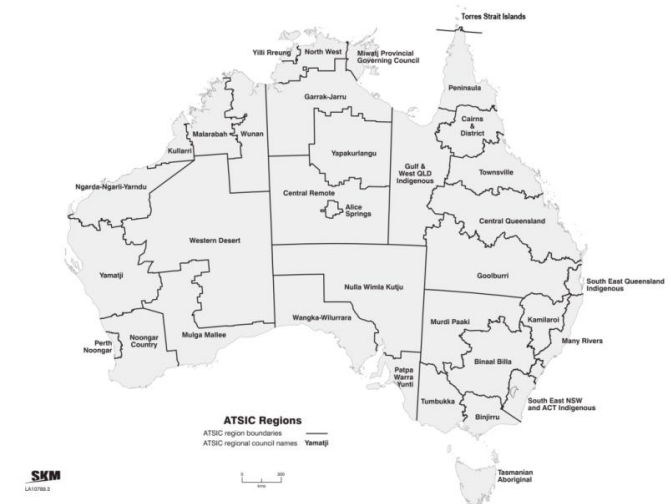 Torres Strait Islands
Yilli Rreung
North West
Miwatj Provincial
Governing Council
Peninsula
Garrak-Jarru
Cairns
&
District
Malarabah
Wunan
Kullarri
Yapakurlangu
Gulf &
West QLD
Indigenous
Townsville
Ngarda-Ngarli-Yarndu
Central Remote
Alice
Springs
Central Queensland
Western Desert
Yamatji
Goolburri
South East Queensland
Indigenous
Nulla Wimla Kutju
Wangka-Wilurrara
Murdi Paaki
Kamilaroi
Many Rivers
Perth
Noongar
Noongar
Country
Mulga Mallee
Binaal Billa
Patpa
Warra
Yunti
Tumbukka
South East NSW
and ACT Indigenous
Binjirru
ATSIC Regions
ATSIC region boundaries
ATSIC regional council names Yamatji
Tasmanian
Aboriginal
SKM
0
kms